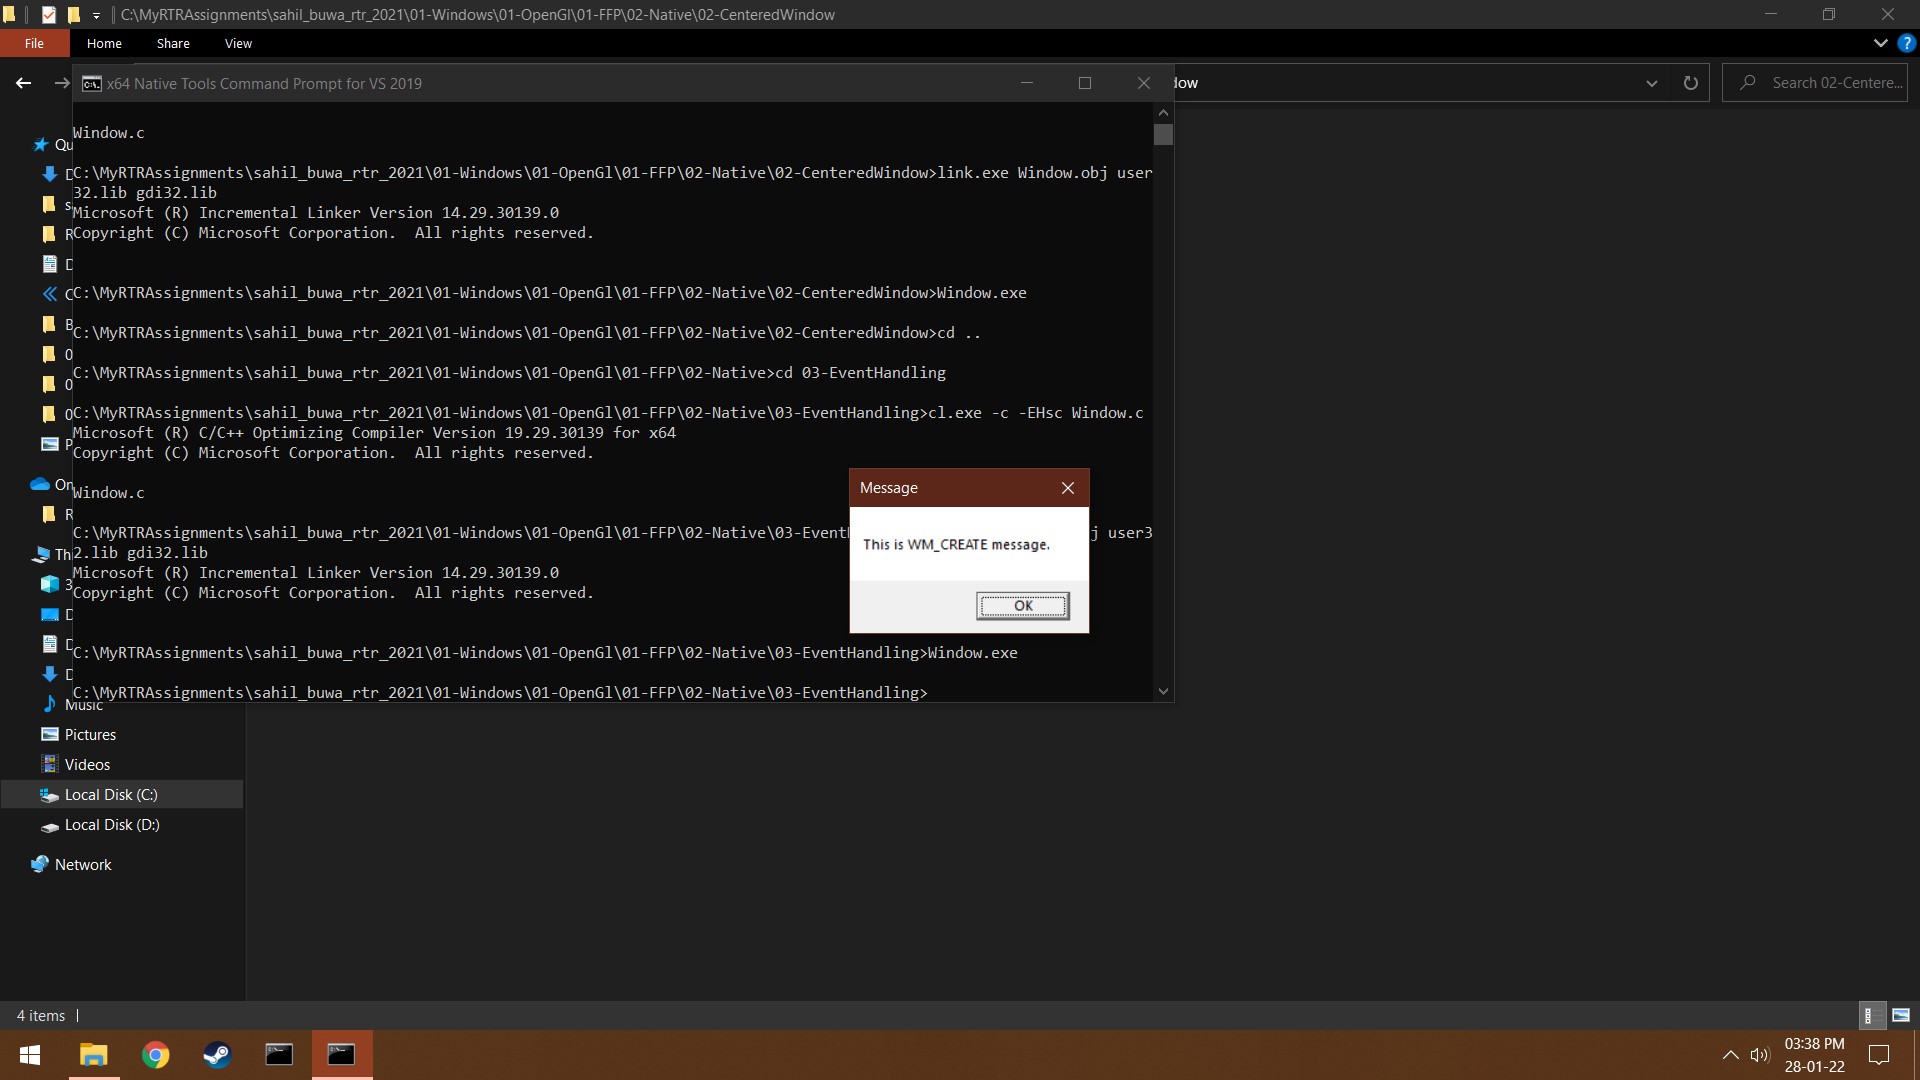 C:\MyRTRAssignments\sahil_buwa_rtr_2021\01-Windows\01-OpenGl\01-FFP\02-Native\02-CenteredWindow
File Home Share View
x64 Native Tools Command Prompt for VS 2019
dow
Search 02-Centere...
Window.c
C:\MyRTRAssignments\sahil_buwa_rtr_2021\01-Windows\01-OpenGl\01-FFP\02-Native\02-CenteredWindow>link.exe Window.obj user
32.lib gdi32.lib
Microsoft (R) Incremental Linker Version 14.29.30139.0
Copyright (C) Microsoft Corporation.  All rights reserved.
C:\MyRTRAssignments\sahil_buwa_rtr_2021\01-Windows\01-OpenGl\01-FFP\02-Native\02-CenteredWindow>Window.exe
C:\MyRTRAssignments\sahil_buwa_rtr_2021\01-Windows\01-OpenGl\01-FFP\02-Native\02-CenteredWindow>cd ..
C:\MyRTRAssignments\sahil_buwa_rtr_2021\01-Windows\01-OpenGl\01-FFP\02-Native>cd 03-EventHandling
C:\MyRTRAssignments\sahil_buwa_rtr_2021\01-Windows\01-OpenGl\01-FFP\02-Native\03-EventHandling>cl.exe -c -EHsc Window.c
Microsoft (R) C/C++ Optimizing Compiler Version 19.29.30139 for x64
Copyright (C) Microsoft Corporation.  All rights reserved.
Window.c
C:\MyRTRAssignments\sahil_buwa_rtr_2021\01-Windows\01-OpenGl\01-FFP\02-Native\03-Event j user3
2.lib gdi32.lib
Microsoft (R) Incremental Linker Version 14.29.30139.0
Copyright (C) Microsoft Corporation.  All rights reserved.
C:\MyRTRAssignments\sahil_buwa_rtr_2021\01-Windows\01-OpenGl\01-FFP\02-Native\03-EventHandling>Window.exe
C:\MyRTRAssignments\sahil_buwa_rtr_2021\01-Windows\01-OpenGl\01-FFP\02-Native\03-EventHandling>
Message
This is WM_CREATE message.
OK
Music
Pictures
Videos
Local Disk (C:)
Local Disk (D:)
Network
4 items
03:38 PM
28-01-22